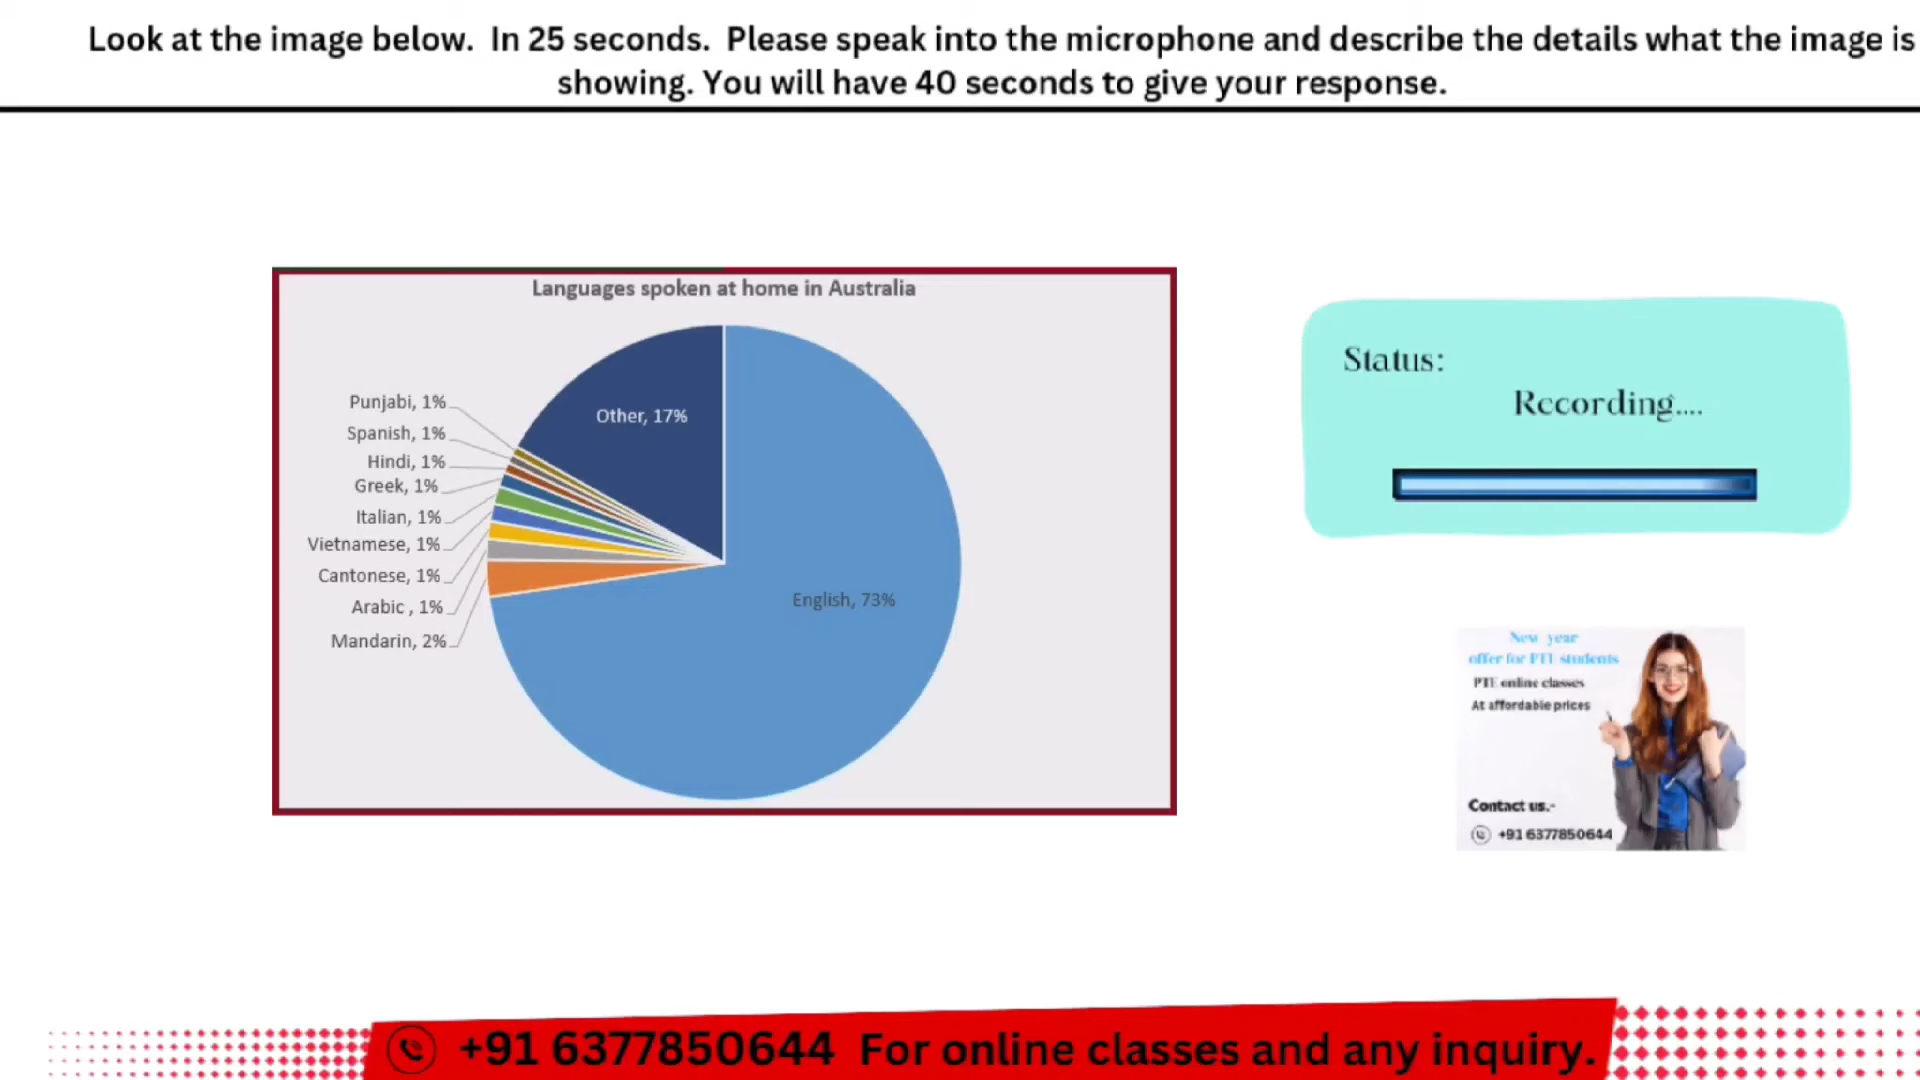 Look at the image below. In 25 seconds. Please speak into the microphone and describe the details what the image is
showing. You will have 40 seconds to give your response.
Languages spoken at home in Australia
Punjabi, 1%
Spanish, 1%
Hindi, 1%
Greek, 1%
Italian, 1%
Vietnamese, 1%
Cantonese, 1%
Arabic , 1%
Mandarin, 2%
Other, 17%
English, 73%
Status:
Recording....
New year
offer for PTE students
PTE online classes
At affordable prices
Contact us.-
+91 6377850644
+91 6377850644 For online classes and any inquiry.